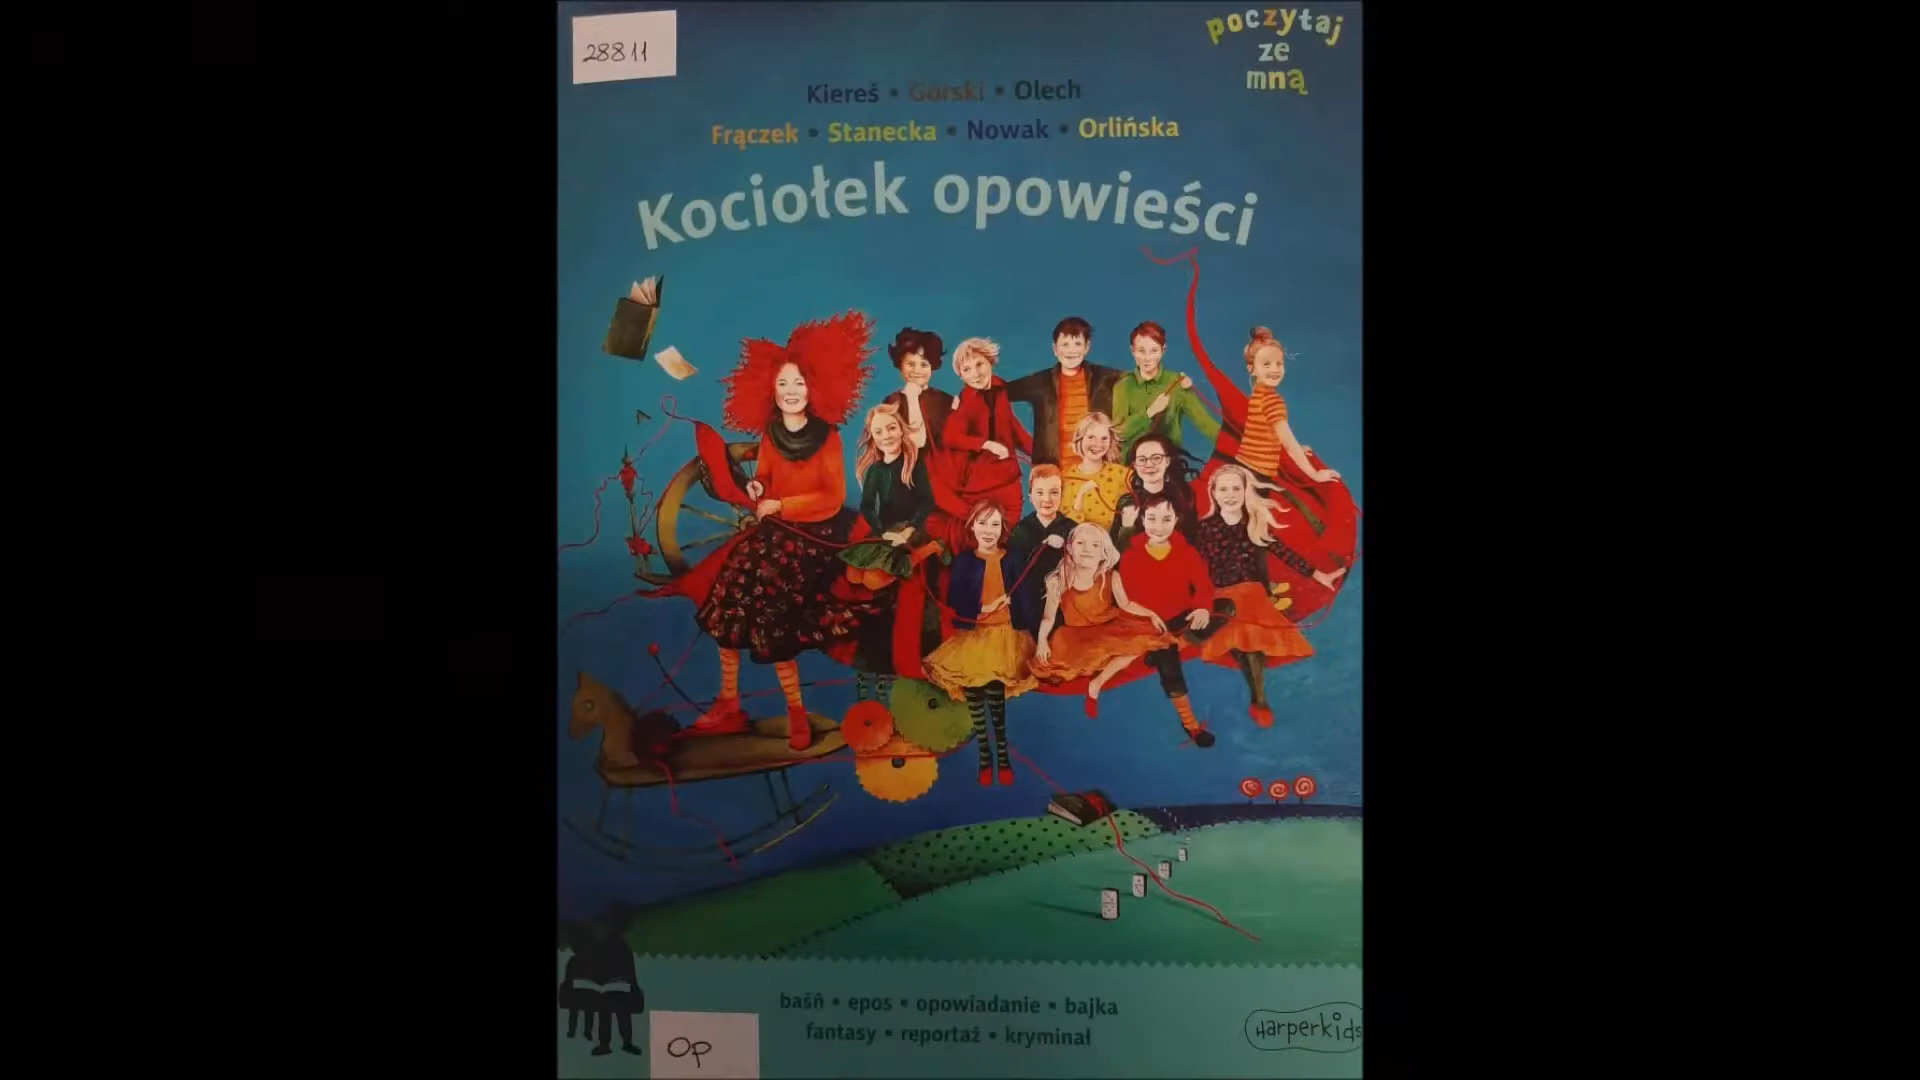 28811
poczytaj
ze
mną
Kiereś • Górski • Olech
Frączek • Stanecka • Nowak • Orlińska
Kociołek opowieści
baśń • epos • opowiadanie • bajka
fantasy • reportaż • kryminał
HarperKids
Op